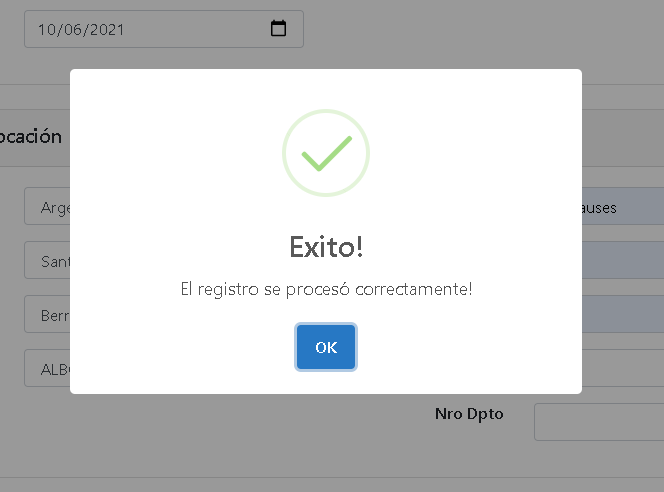 10/06/2021
ocación
Arge
auses
Sant
Berr
ALB
Exito!
El registro se procesó correctamente!
OK
Nro Dpto